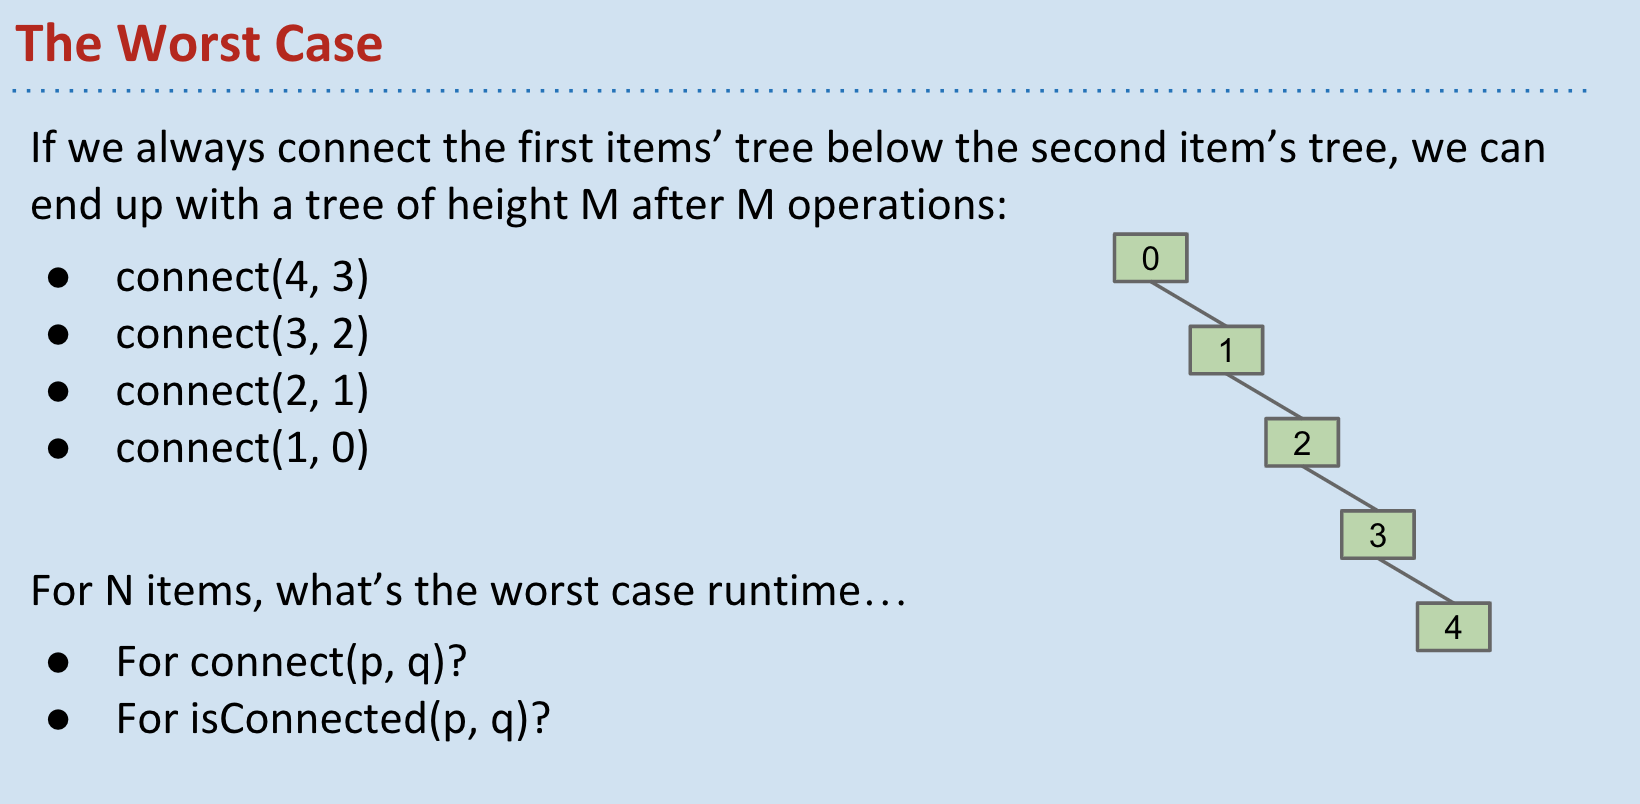 The Worst Case
If we always connect the first items’ tree below the second item’s tree, we can
end up with a tree of height M after M operations:
● connect(4, 3)
● connect(3, 2)
● connect(2, 1)
● connect(1, 0)
0
1
2
3
4
For N items, what’s the worst case runtime…
● For connect(p, q)?
● For isConnected(p, q)?